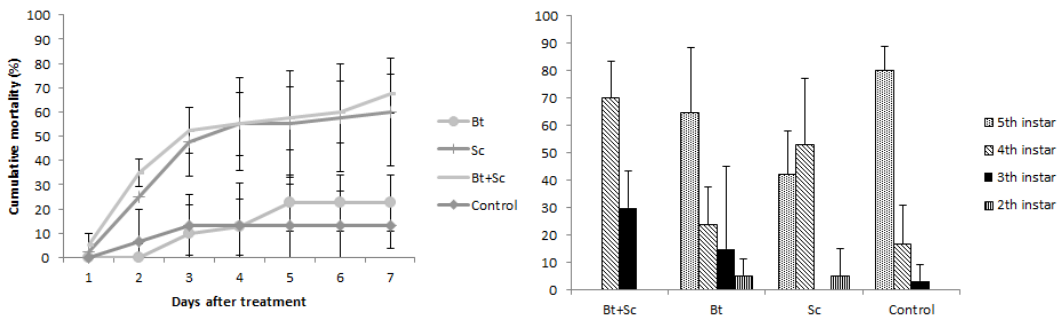 Cumulative mortality (%)
100
90
80
70
60
50
40
30
20
10
0
1 2 3 4 5 6 7
Days after treatment
Bt
Sc
Bt+Sc
Control
100
90
80
70
60
50
40
30
20
10
0
Bt+Sc Bt Sc Control
5th instar
4th instar
3th instar
2th instar